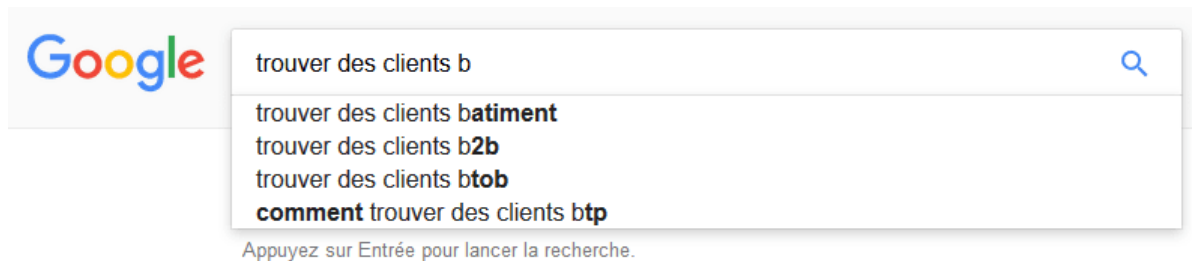 Google
trouver des clients b
trouver des clients batiment
trouver des clients b2b
trouver des clients btob
comment trouver des clients btp
Appuyez sur Entrée pour lancer la recherche.